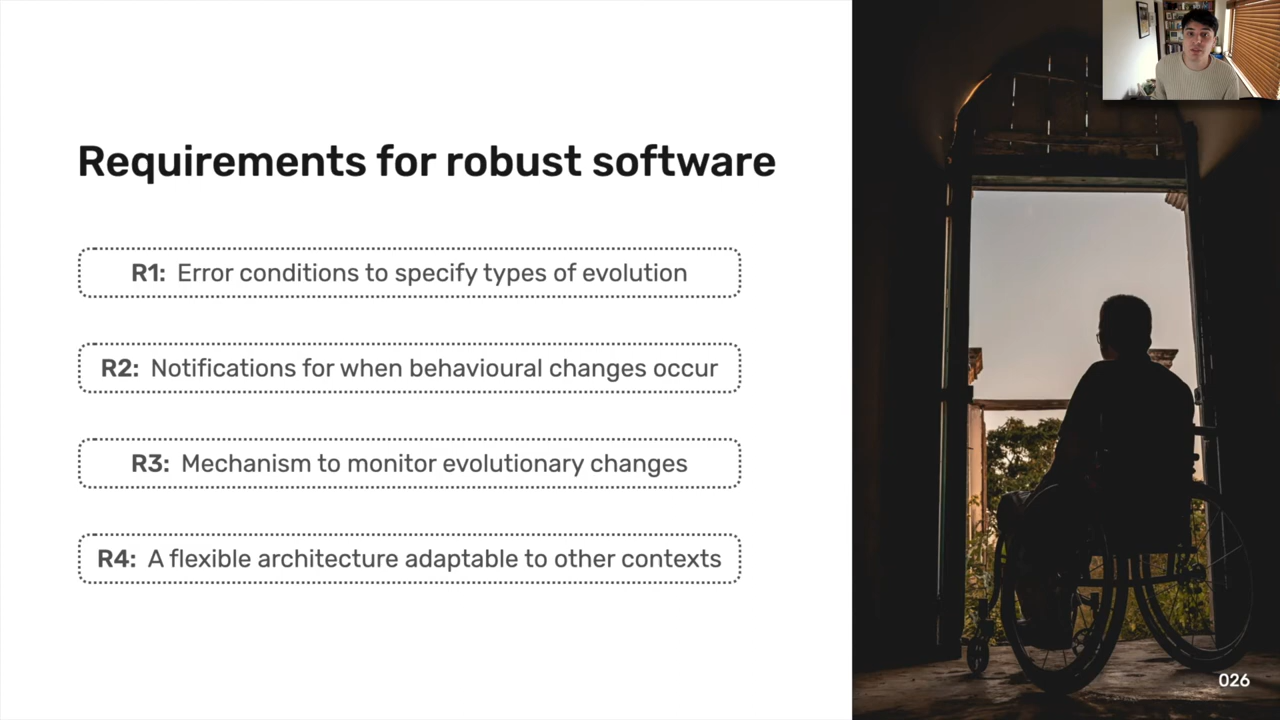 Requirements for robust software
R1: Error conditions to specify types of evolution
R2: Notifications for when behavioural changes occur
R3: Mechanism to monitor evolutionary changes
R4: A flexible architecture adaptable to other contexts
026